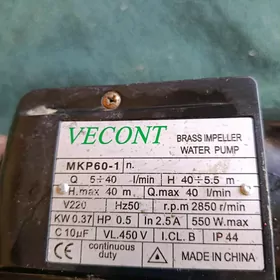 VECONT BRASS IMPELLER
WATER PUMP
MKP60-1 n.
Q 5÷40 l/min H 40÷5.5 m
H.max 40 m. Q.max 40 l/min
V220 Hz50 r.p.m 2850 r/min
KW 0.37 HP 0.5 In 2.5 A 550 W.max
C 10µF VL.450 V I.CL. B IP 44
CE continuous
duty MADE IN CHINA